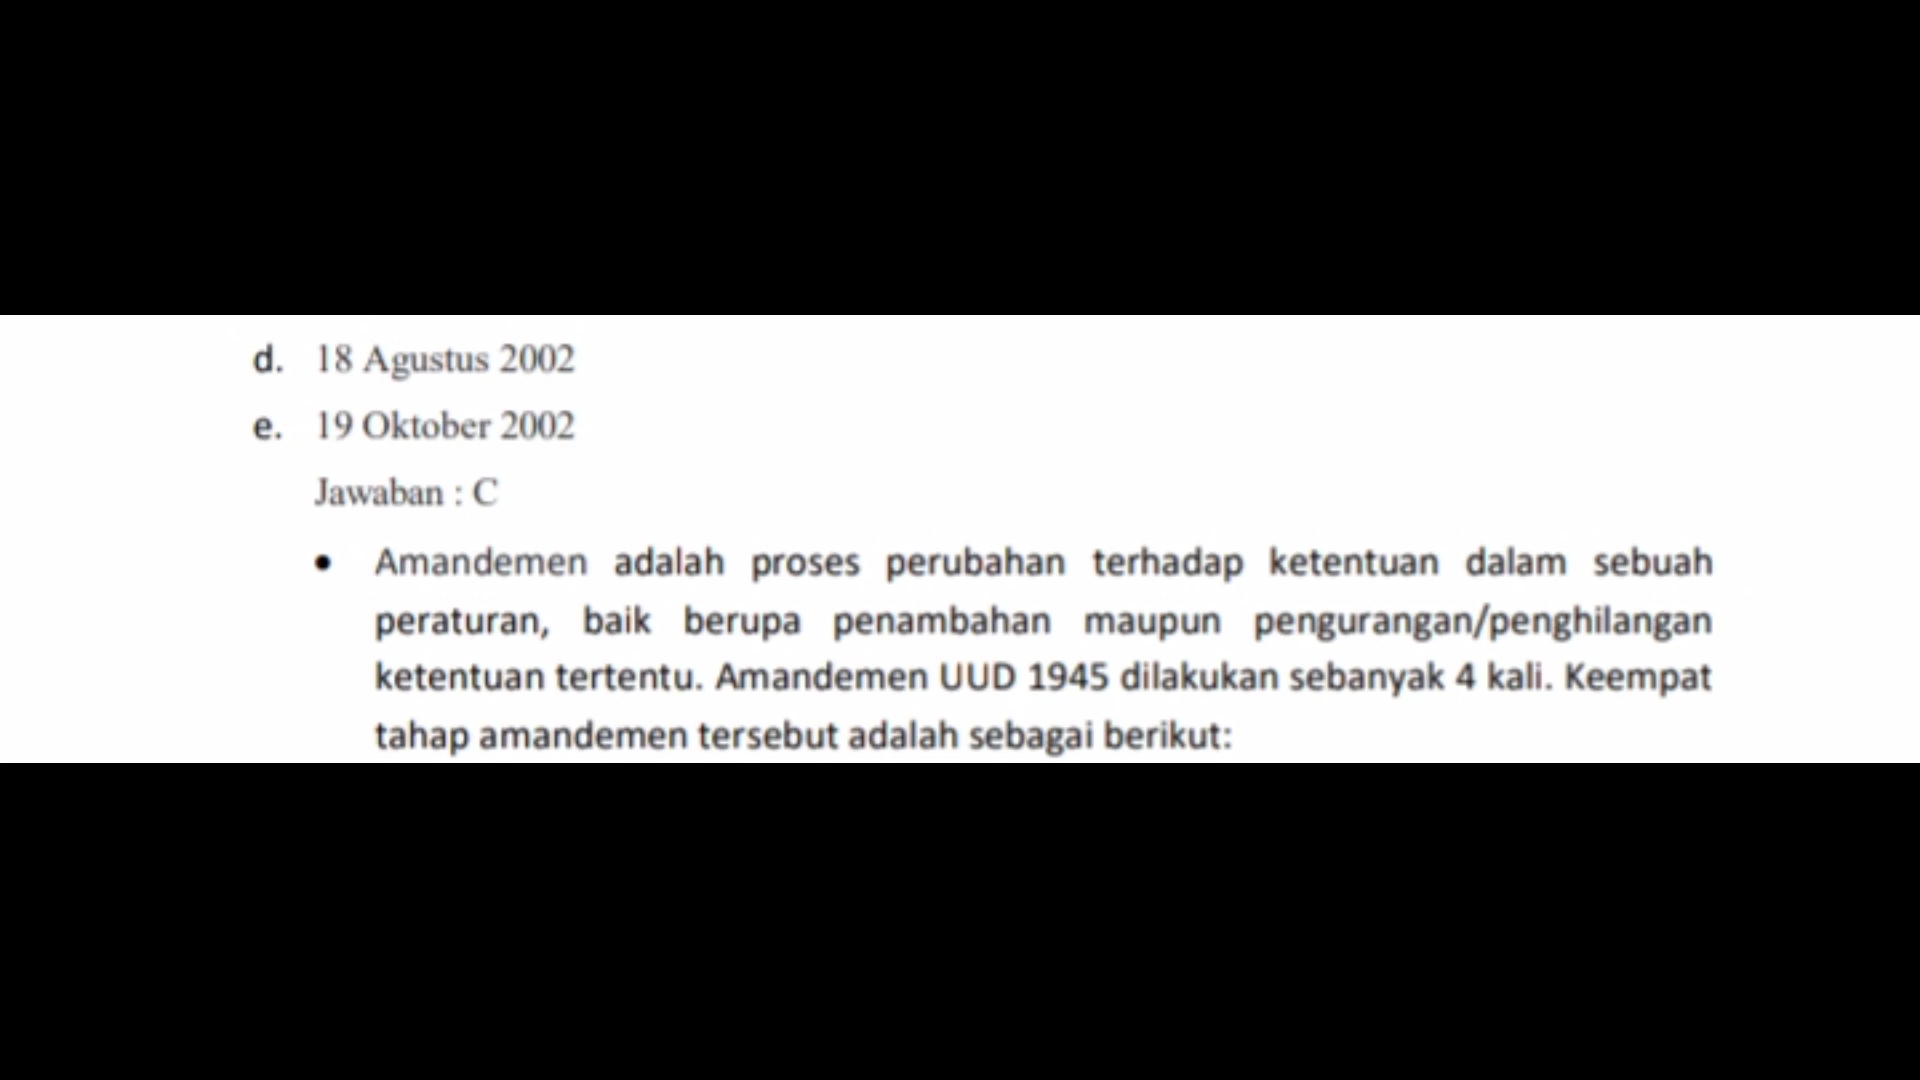 d. 18 Agustus 2002
e. 19 Oktober 2002
Jawaban : C
• Amandemen adalah proses perubahan terhadap ketentuan dalam sebuah
peraturan, baik berupa penambahan maupun pengurangan/penghilangan
ketentuan tertentu. Amandemen UUD 1945 dilakukan sebanyak 4 kali. Keempat
tahap amandemen tersebut adalah sebagai berikut: